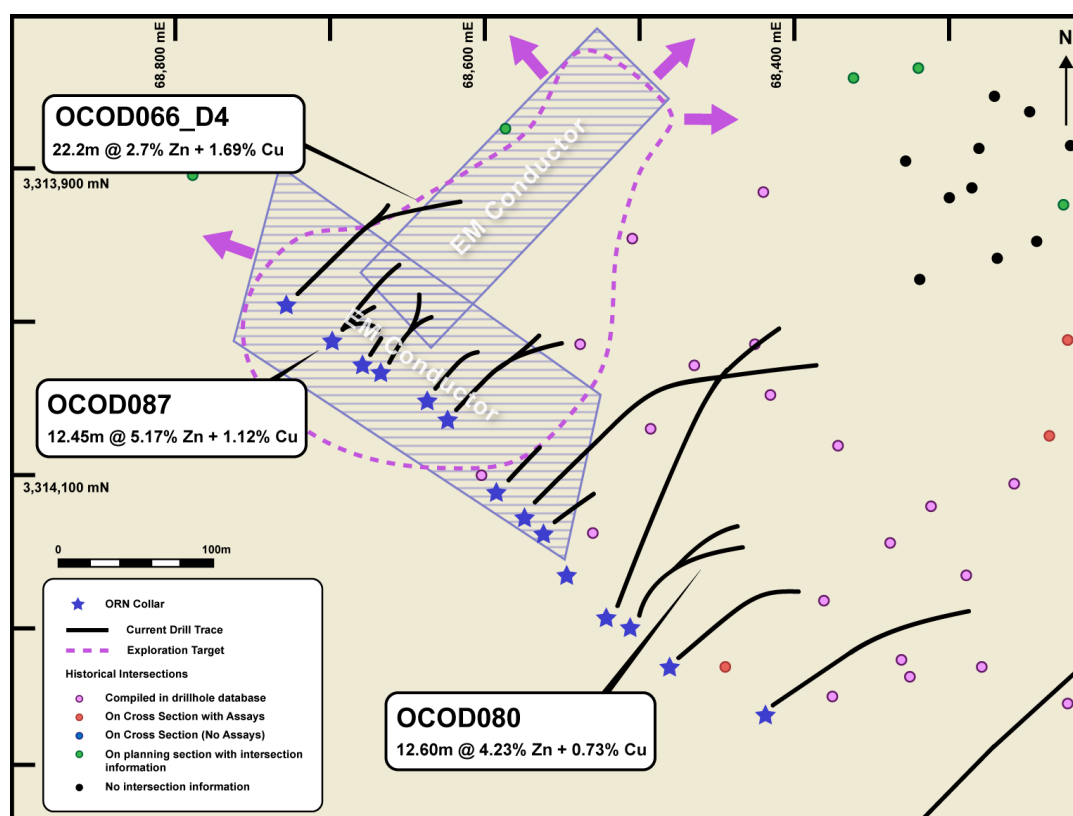 68,800 mE
68,600 mE
68,400 mE
N
OCOD066_D4
22.2m @ 2.7% Zn + 1.69% Cu
EM Conductor
3,313,900 mN
EM Conductor
OCOD087
12.45m @ 5.17% Zn + 1.12% Cu
3,314,100 mN
0 100m
ORN Collar
Current Drill Trace
Exploration Target
Historical Intersections
Compiled in drillhole database
On Cross Section with Assays
On Cross Section (No Assays)
On planning section with intersection
information
No intersection information
OCOD080
12.60m @ 4.23% Zn + 0.73% Cu